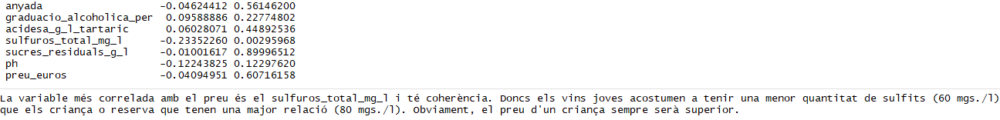 anyada -0.04624412 0.56146200
graduacio_alcoholica_per 0.09588886 0.22774802
acidesa_g_l_tartaric 0.06028071 0.44892536
sulfuros_total_mg_l -0.23352260 0.00295968
sucres_residuals_g_l -0.01001617 0.89996512
ph -0.12243825 0.12297620
preu_euros -0.04094951 0.60716158
La variable més correlada amb el preu és el sulfuros_total_mg_l i té coherència. Doncs els vins joves acostumen a tenir una menor quantitat de sulfits (60 mgs./l)
que els criança o reserva que tenen una major relació (80 mgs./l). Obviament, el preu d'un criança sempre serà superior.